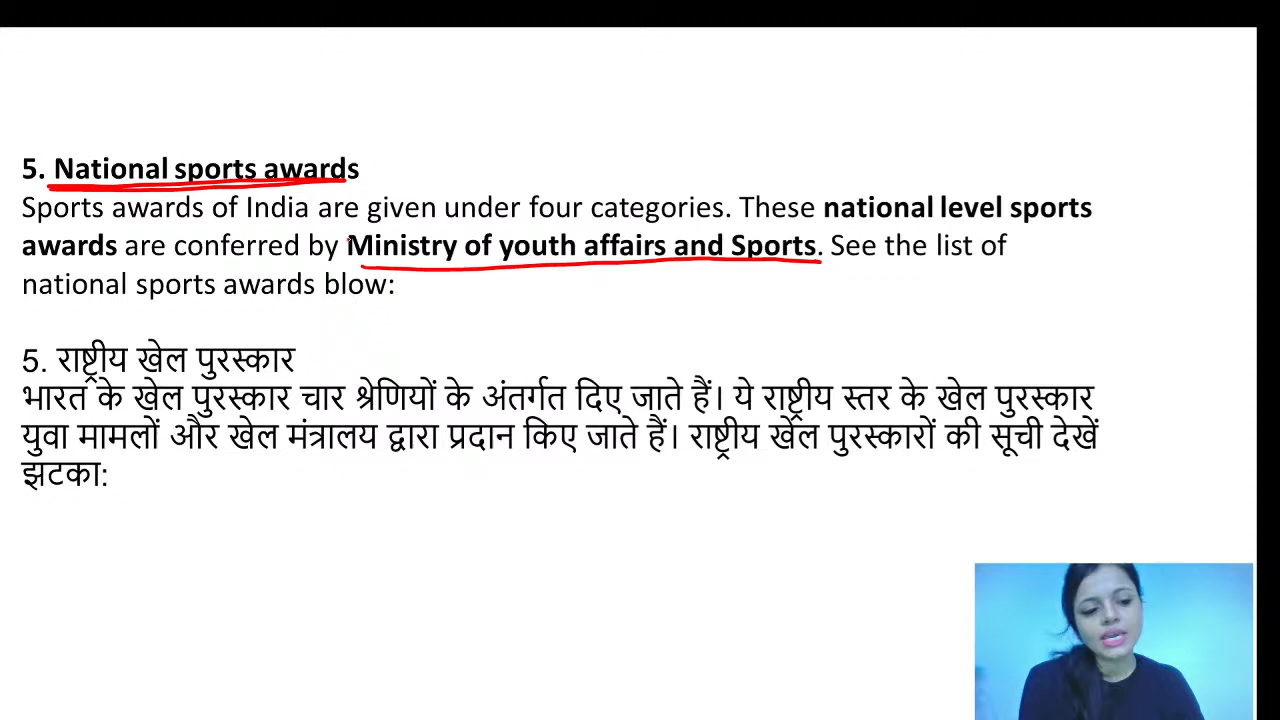 5. National sports awards
Sports awards of India are given under four categories. These national level sports
awards are conferred by Ministry of youth affairs and Sports. See the list of
national sports awards blow:
5. राष्ट्रीय खेल पुरस्कार
भारत के खेल पुरस्कार चार श्रेणियों के अंतर्गत दिए जाते हैं। ये राष्ट्रीय स्तर के खेल पुरस्कार
युवा मामलों और खेल मंत्रालय द्वारा प्रदान किए जाते हैं। राष्ट्रीय खेल पुरस्कारों की सूची देखें
झटका: